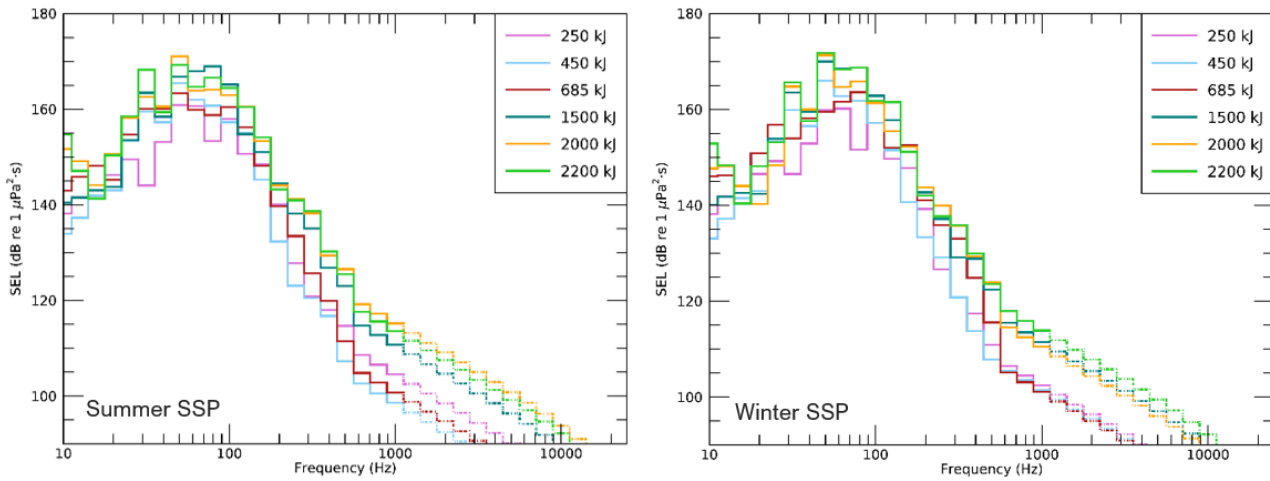 180
160
140
120
100
SEL (dB re 1 μPa²·s)
250 kJ
450 kJ
685 kJ
1500 kJ
2000 kJ
2200 kJ
Summer SSP
10
100
1000
10000
Frequency (Hz)
180
160
140
120
100
SEL (dB re 1 μPa²·s)
250 kJ
450 kJ
685 kJ
1500 kJ
2000 kJ
2200 kJ
Winter SSP
10
100
1000
10000
Frequency (Hz)